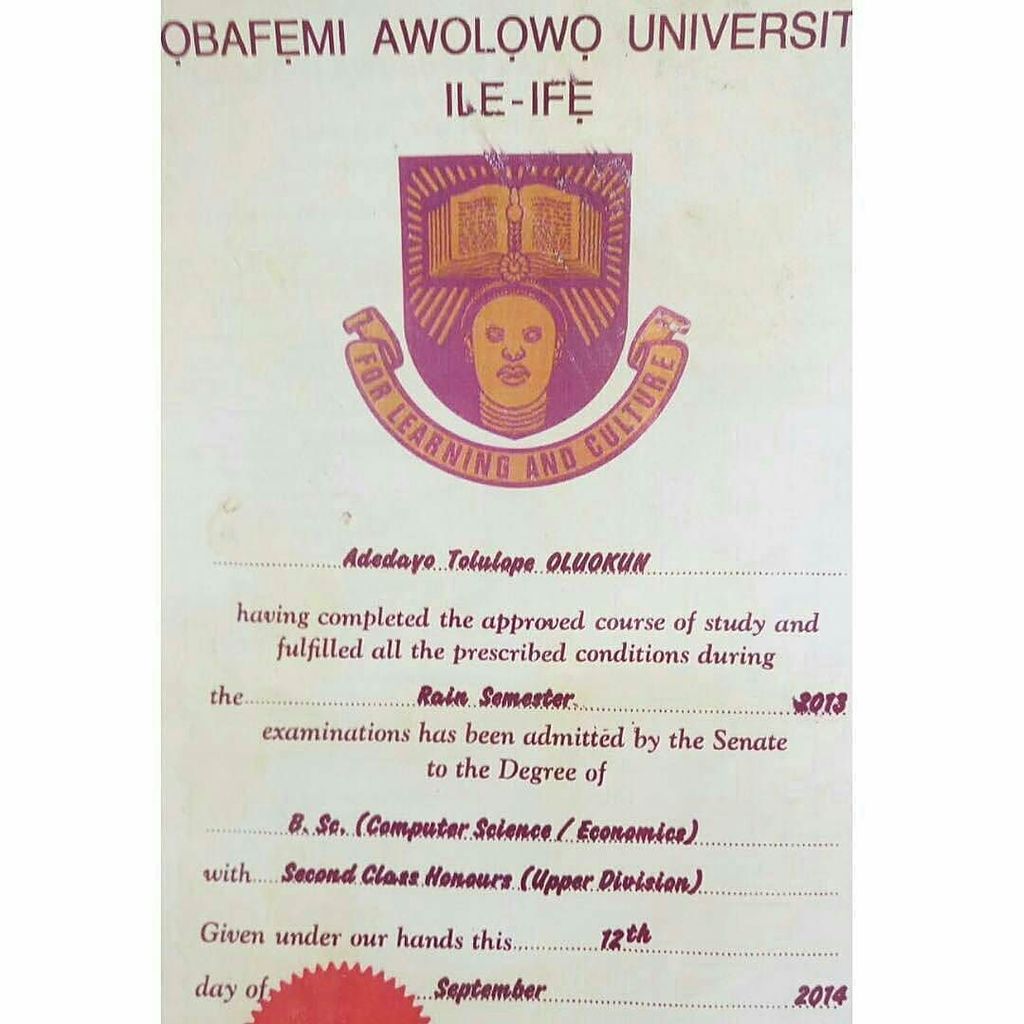 ỌBAFẸMI AWOLỌWỌ UNIVERSIT
ILE-IFẸ
FOR LEARNING AND CULTURE
Adedayo Tolulope OLUOKUN
having completed the approved course of study and
fulfilled all the prescribed conditions during
the Rain Semester 2013
examinations has been admitted by the Senate
to the Degree of
B. Sc. (Computer Science / Economics)
with Second Class Honours (Upper Division)
Given under our hands this 12th
day of September 2014